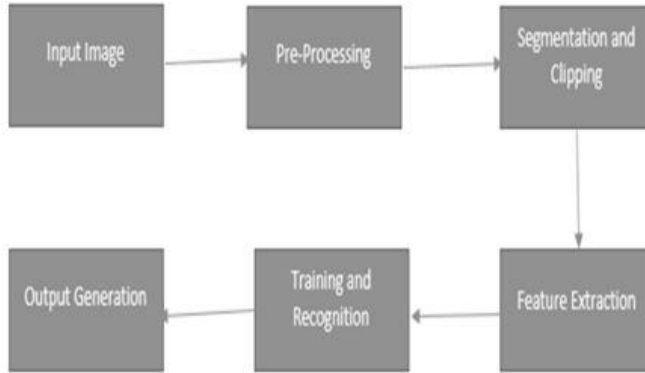 Input Image
Pre-Processing
Segmentation and
Clipping
Feature Extraction
Training and
Recognition
Output Generation